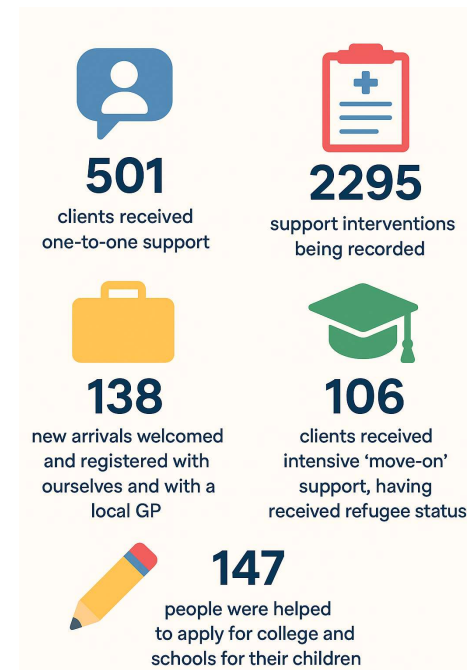 501
clients received
one-to-one support
2295
support interventions
being recorded
138
new arrivals welcomed
and registered with
ourselves and with a
local GP
106
clients received
intensive ‘move-on’
support, having
received refugee status
147
people were helped
to apply for college and
schools for their children